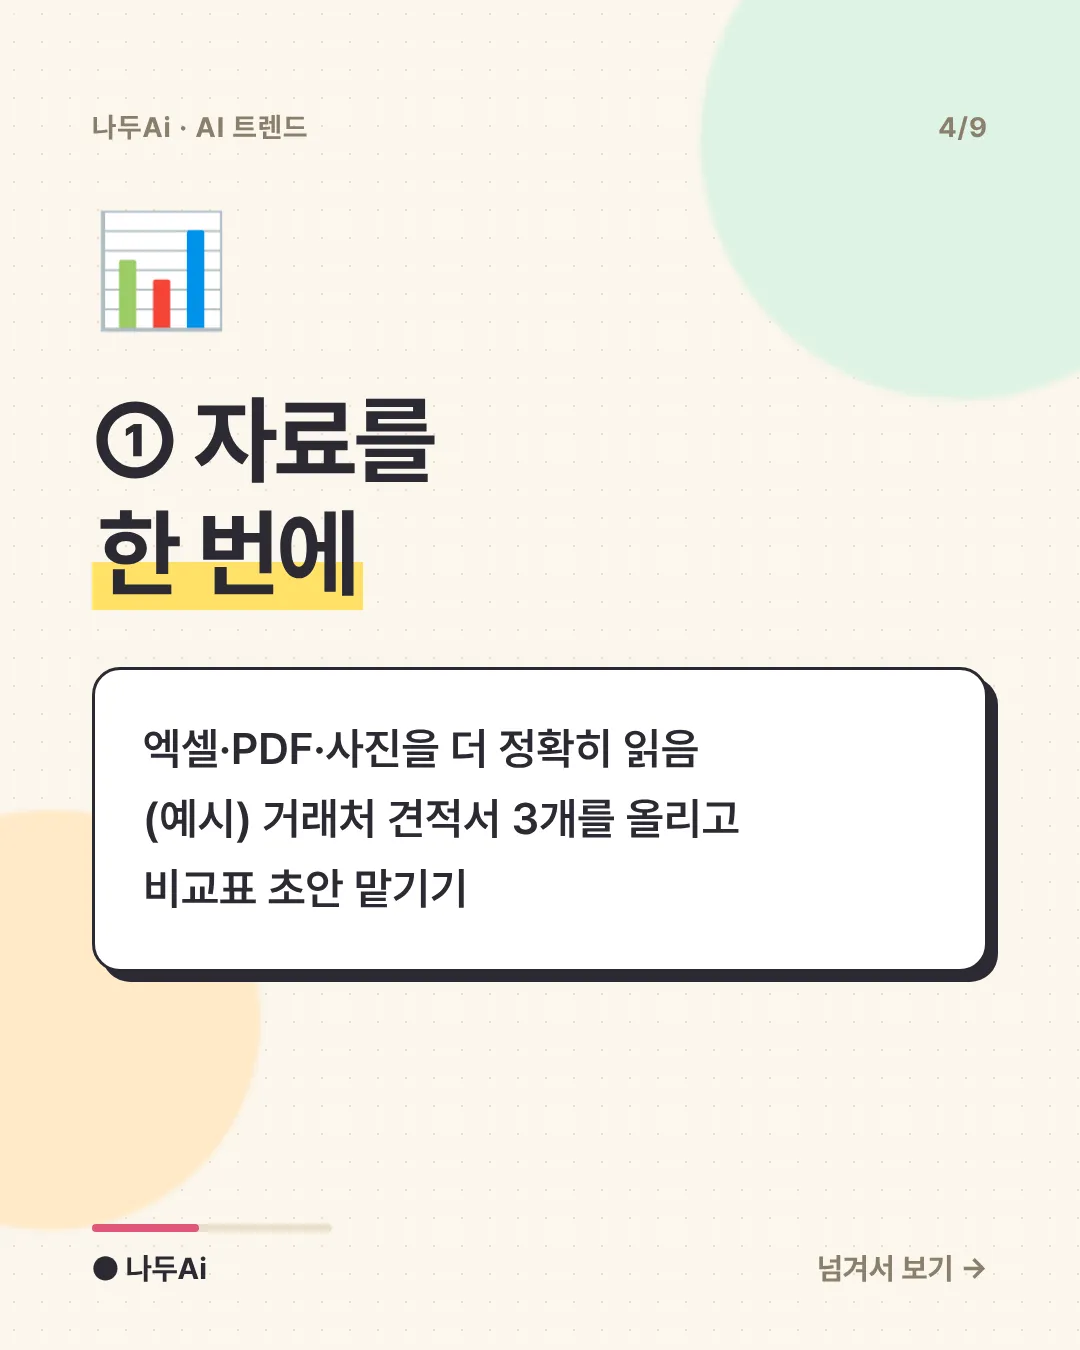 나두Ai · AI 트렌드
4/9
① 자료를
한 번에
엑셀·PDF·사진을 더 정확히 읽음
(예시) 거래처 견적서 3개를 올리고
비교표 초안 맡기기
나두Ai
넘겨서 보기 →